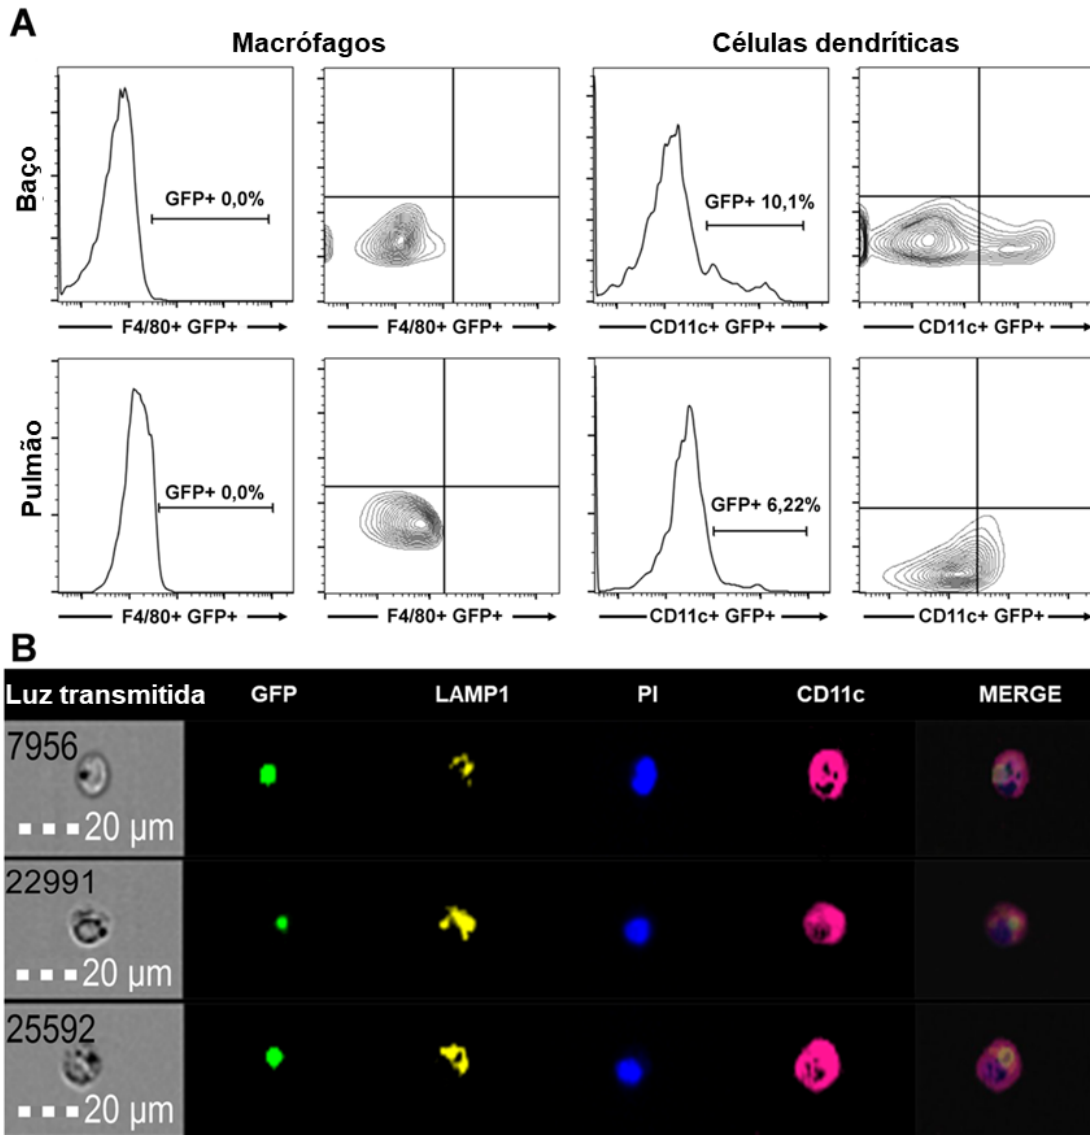 A
Macrófagos
Células dendríticas
Baço
GFP+ 0,0%
GFP+ 10,1%
F4/80+ GFP+
F4/80+ GFP+
CD11c+ GFP+
CD11c+ GFP+
Pulmão
GFP+ 0,0%
GFP+ 6,22%
F4/80+ GFP+
F4/80+ GFP+
CD11c+ GFP+
CD11c+ GFP+
B
Luz transmitida
GFP
LAMP1
PI
CD11c
MERGE
7956
20 µm
22991
20 µm
25592
20 µm